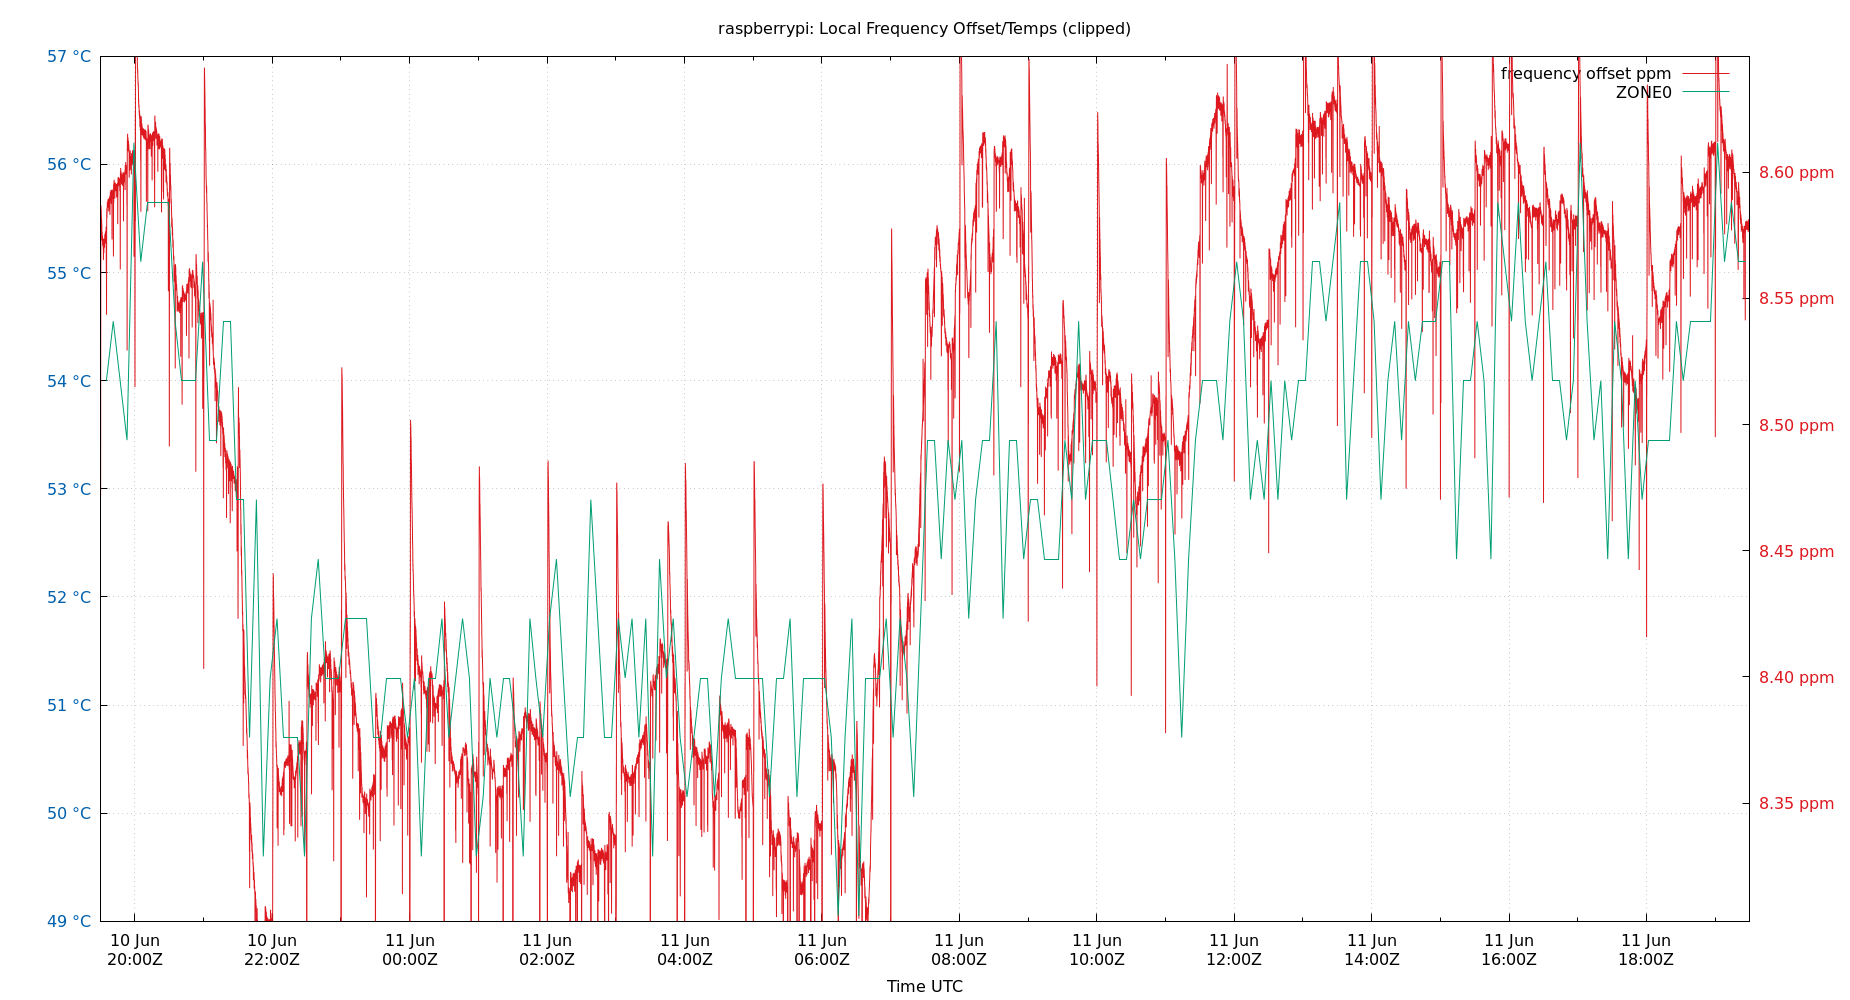 raspberrypi: Local Frequency Offset/Temps (clipped)
57 °C
56 °C
55 °C
54 °C
53 °C
52 °C
51 °C
50 °C
49 °C
frequency offset ppm
ZONE0
8.60 ppm
8.55 ppm
8.50 ppm
8.45 ppm
8.40 ppm
8.35 ppm
10 Jun 10 Jun 11 Jun 11 Jun 11 Jun 11 Jun 11 Jun 11 Jun 11 Jun 11 Jun 11 Jun 11 Jun
20:00Z 22:00Z 00:00Z 02:00Z 04:00Z 06:00Z 08:00Z 10:00Z 12:00Z 14:00Z 16:00Z 18:00Z
Time UTC